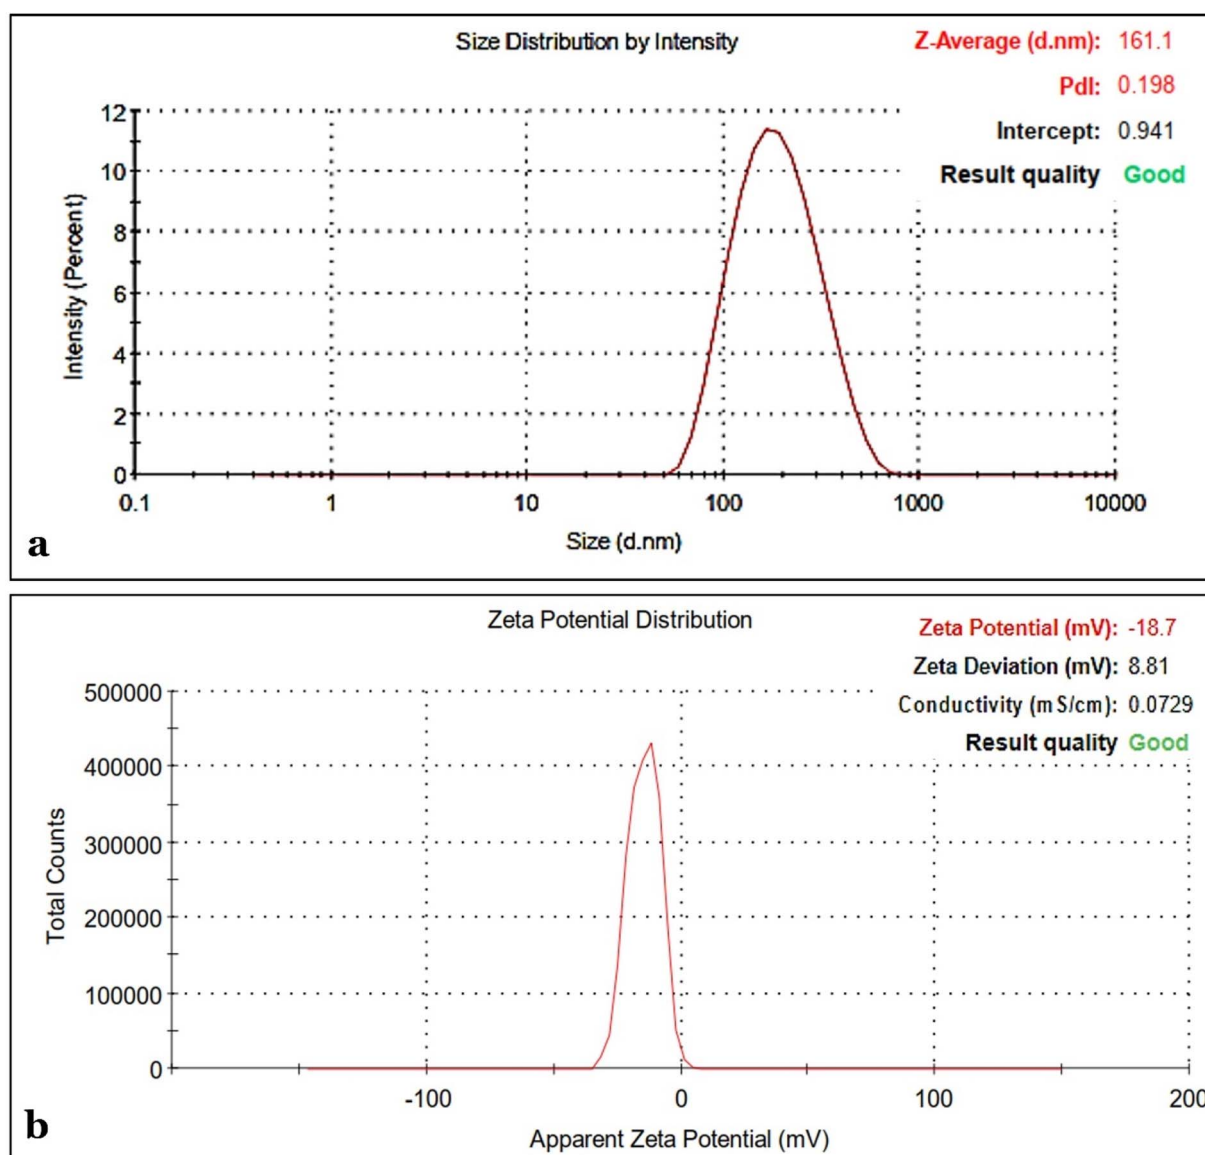 Size Distribution by Intensity
Z-Average (d.nm): 161.1
PdI: 0.198
Intercept: 0.941
Result quality Good
Intensity (Percent)
12
10
8
6
4
2
0
0.1 1 10 100 1000 10000
Size (d.nm)
a
Zeta Potential Distribution
Zeta Potential (mV): -18.7
Zeta Deviation (mV): 8.81
Conductivity (mS/cm): 0.0729
Result quality Good
Total Counts
500000
400000
300000
200000
100000
0
-100 0 100 200
Apparent Zeta Potential (mV)
b